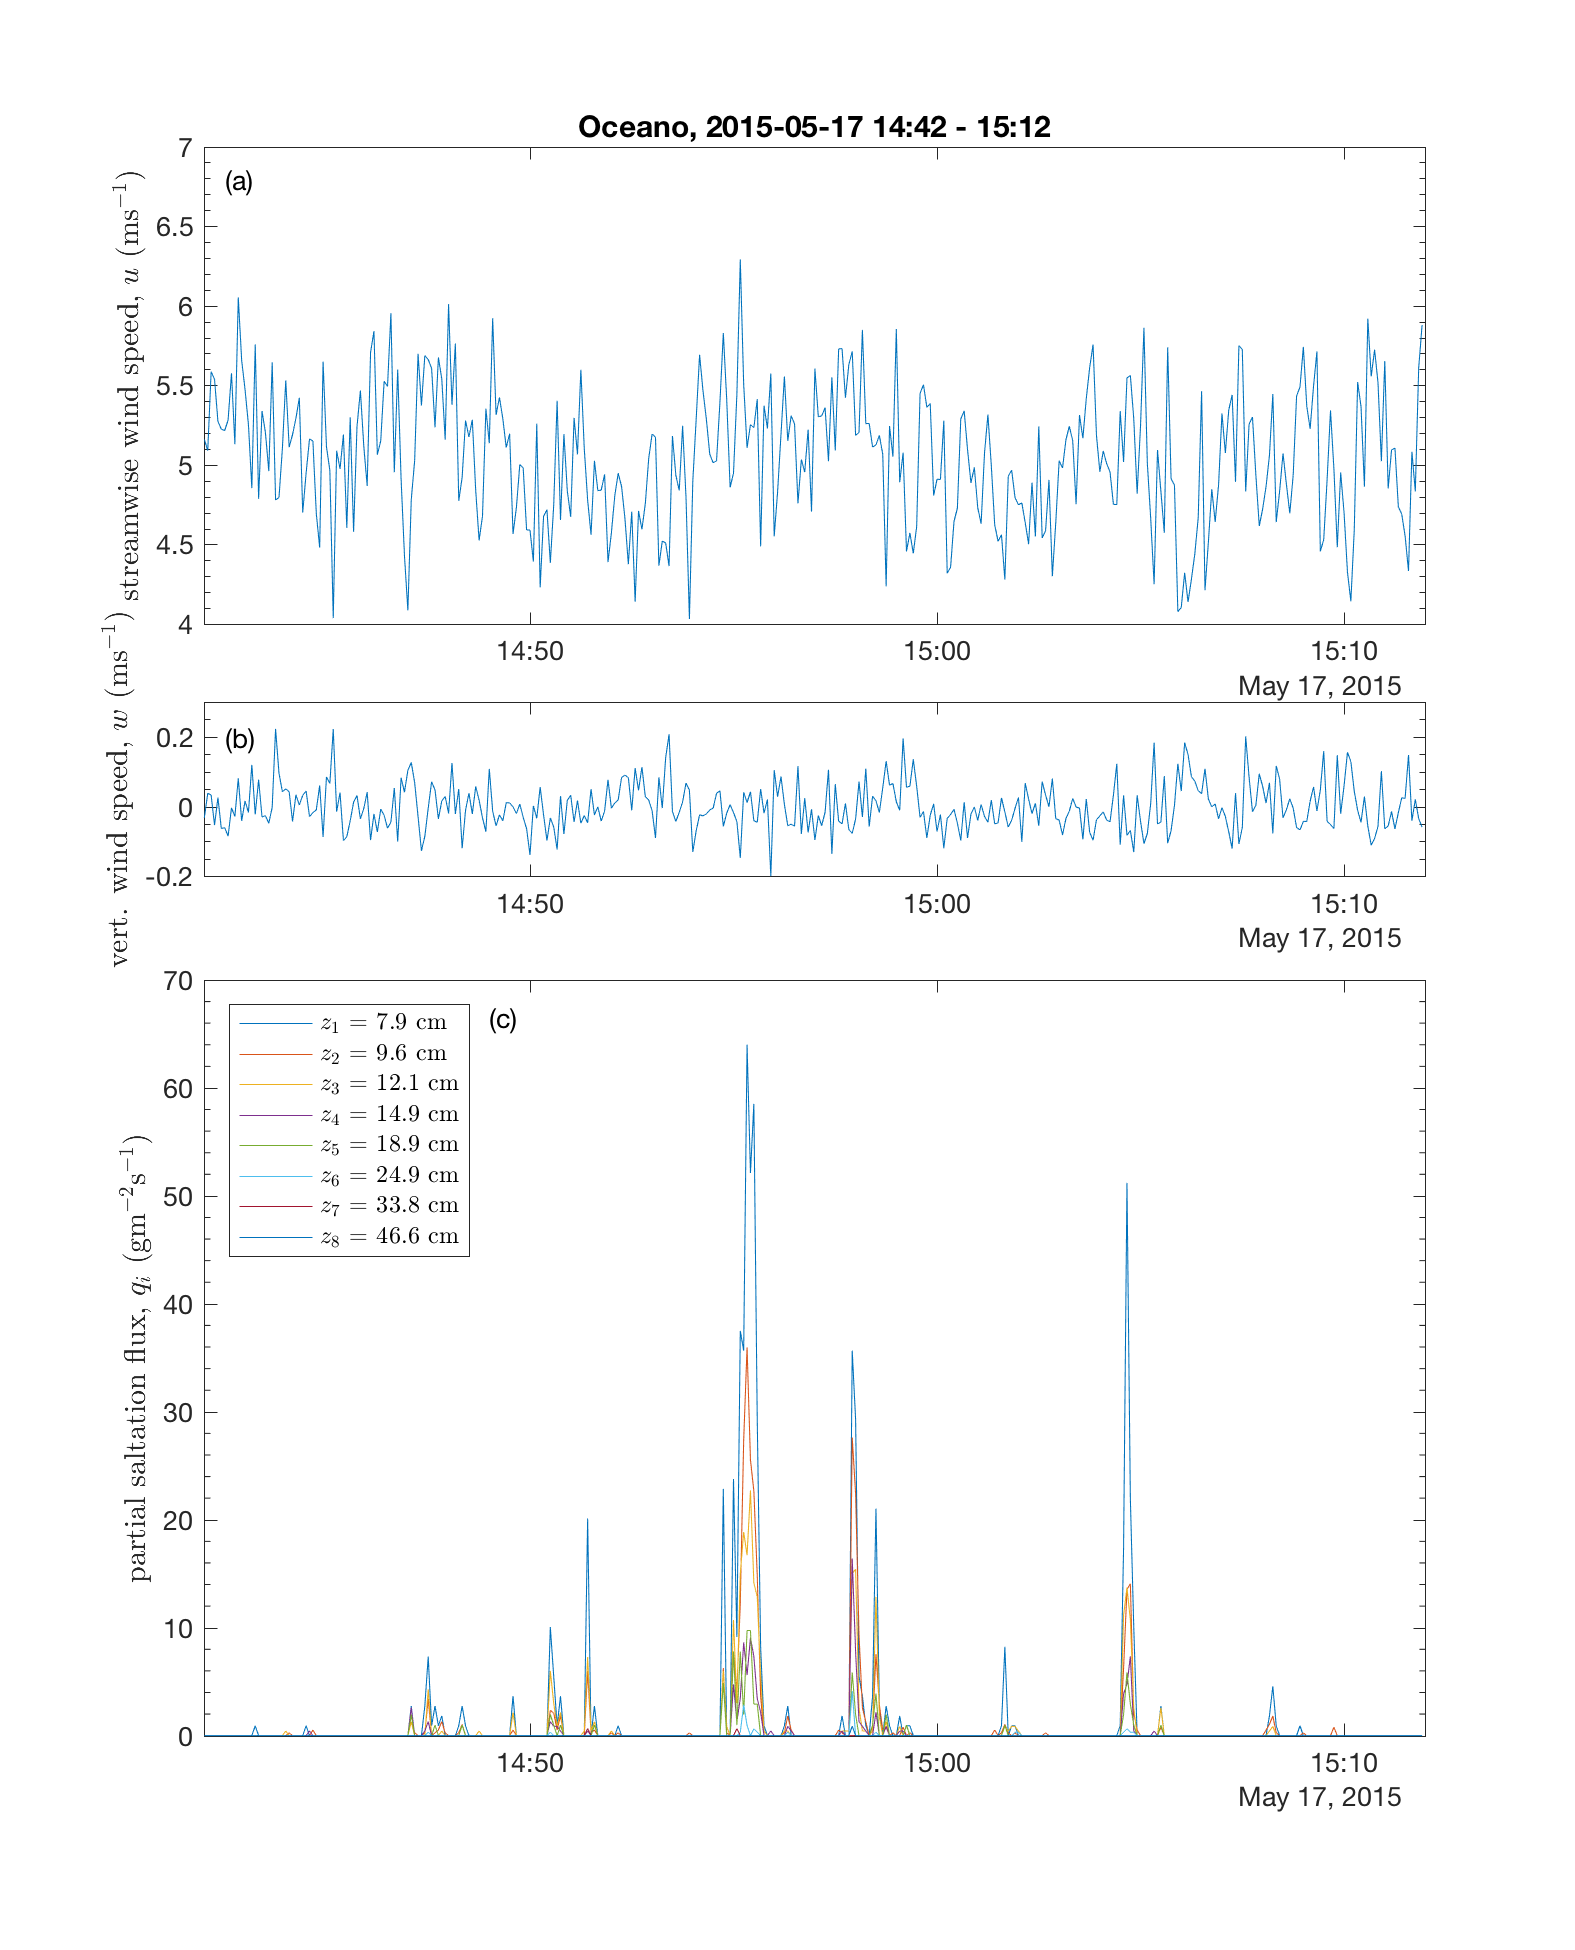 Oceano, 2015-05-17 14:42 - 15:12
(a)
streamwise wind speed, u (ms⁻¹)
7
6.5
6
5.5
5
4.5
4
14:50 15:00 15:10
May 17, 2015
(b)
vert. wind speed, w (ms⁻¹)
0.2
0
-0.2
14:50 15:00 15:10
May 17, 2015
(c)
partial saltation flux, qᵢ (gm⁻²s⁻¹)
70
60
50
40
30
20
10
0
z₁ = 7.9 cm
z₂ = 9.6 cm
z₃ = 12.1 cm
z₄ = 14.9 cm
z₅ = 18.9 cm
z₆ = 24.9 cm
z₇ = 33.8 cm
z₈ = 46.6 cm
14:50 15:00 15:10
May 17, 2015